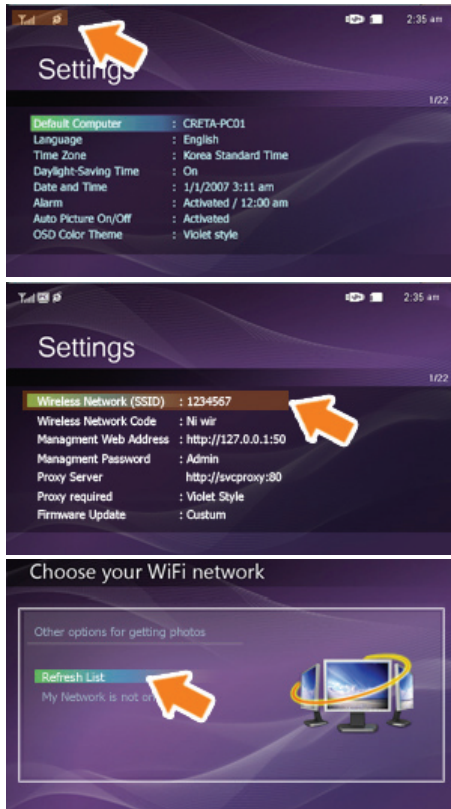 2:35 am
Settings
1/22
Default Computer : CRETA-PC01
Language : English
Time Zone : Korea Standard Time
Daylight-Saving Time : On
Date and Time : 1/1/2007 3:11 am
Alarm : Activated / 12:00 am
Auto Picture On/Off : Activated
OSD Color Theme : Violet style
2:35 am
Settings
1/22
Wireless Network (SSID) : 1234567
Wireless Network Code : Ni wir
Managment Web Address : http://127.0.0.1:50
Managment Password : Admin
Proxy Server http://svcproxy:80
Proxy required : Violet Style
Firmware Update : Custum
Choose your WiFi network
Other options for getting photos
Refresh List
My Network is not